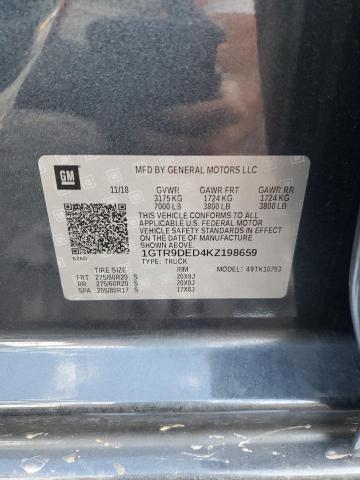 GM
11/18
MFD BY GENERAL MOTORS LLC
GVWR GAWR FRT GAWR RR
3175 KG 1724 KG 1724 KG
7000 LB 3800 LB 3800 LB
THIS VEHICLE CONFORMS TO ALL
APPLICABLE U.S. FEDERAL MOTOR
VEHICLE SAFETY STANDARDS IN EFFECT
ON THE DATE OF MANUFACTURE SHOWN ABOVE.
1GTR9DED4KZ198659
TYPE: TRUCK
TIRE SIZE RIM MODEL: 49TK10753
FRT 275/60R20 S 20X9J
RR 275/60R20 S 20X9J
SPA 255/80R17 S 17X8J